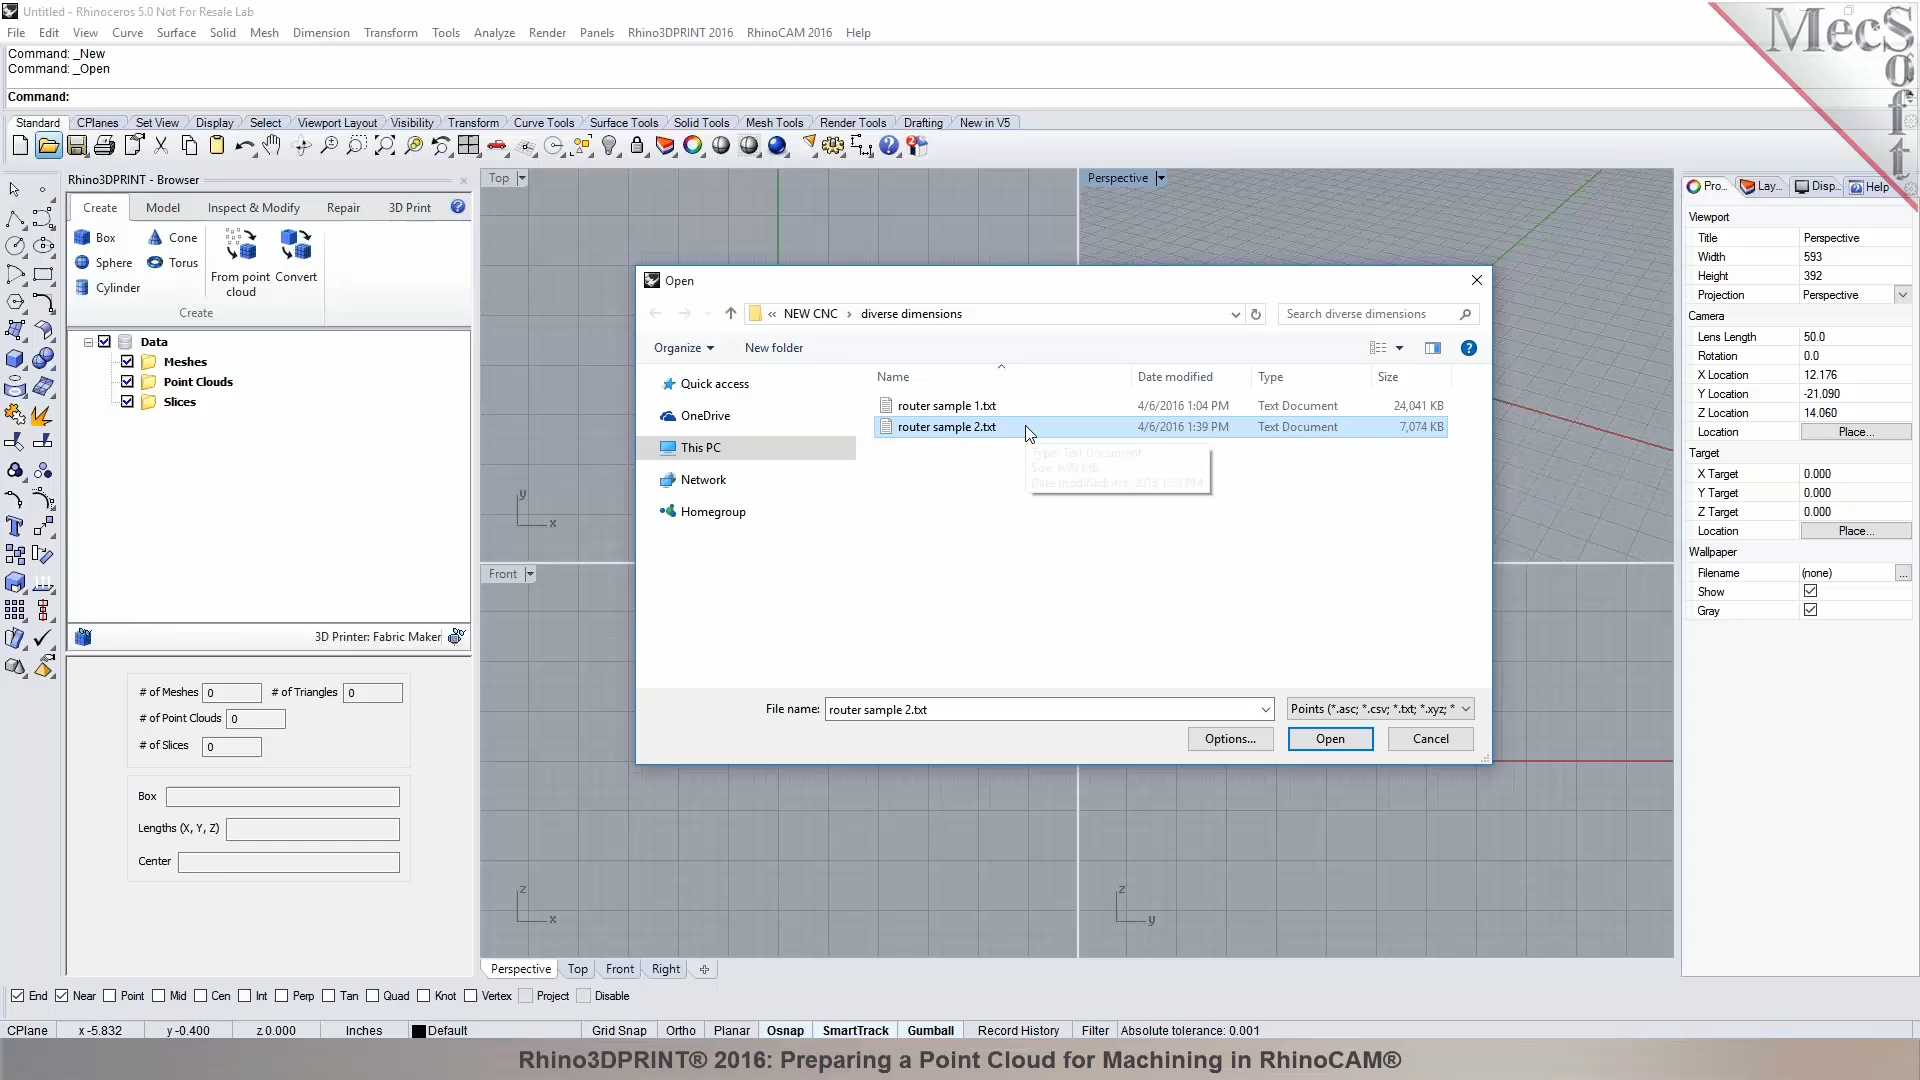 Untitled - Rhinoceros 5.0 Not For Resale Lab
File Edit View Curve Surface Solid Mesh Dimension Transform Tools Analyze Render Panels Rhino3DPRINT 2016 RhinoCAM 2016 Help
MecSoft
Command: _New
Command: _Open
Command:
Standard CPlanes Set View Display Select Viewport Layout Visibility Transform Curve Tools Surface Tools Solid Tools Mesh Tools Render Tools Drafting New in V5
Rhino3DPRINT - Browser
Create Model Inspect & Modify Repair 3D Print
Box Cone
Sphere Torus
Cylinder
From point cloud
Convert
Create
Data
Meshes
Point Clouds
Slices
3D Printer: Fabric Maker
# of Meshes 0 # of Triangles 0
# of Point Clouds 0
# of Slices 0
Box
Lengths (X, Y, Z)
Center
Top
Perspective
Front
y x
z x
z y
Open
« NEW CNC › diverse dimensions
Search diverse dimensions
Organize New folder
Quick access
OneDrive
This PC
Network
Homegroup
Name Date modified Type Size
router sample 1.txt 4/6/2016 1:04 PM Text Document 24,041 KB
router sample 2.txt 4/6/2016 1:39 PM Text Document 7,074 KB
Type: Text Document
File name: router sample 2.txt
Points (*.asc; *.csv; *.txt; *.xyz; *
Options... Open Cancel
Pro... Lay... Disp... Help
Viewport
Title Perspective
Width 593
Height 392
Projection Perspective
Camera
Lens Length 50.0
Rotation 0.0
X Location 12.176
Y Location -21.090
Z Location 14.060
Location Place...
Target
X Target 0.000
Y Target 0.000
Z Target 0.000
Location Place...
Wallpaper
Filename (none) ...
Show
Gray
Perspective Top Front Right
End Near Point Mid Cen Int Perp Tan Quad Knot Vertex Project Disable
CPlane x -5.832 y -0.400 z 0.000 Inches Default Grid Snap Ortho Planar Osnap SmartTrack Gumball Record History Filter Absolute tolerance: 0.001
Rhino3DPRINT® 2016: Preparing a Point Cloud for Machining in RhinoCAM®